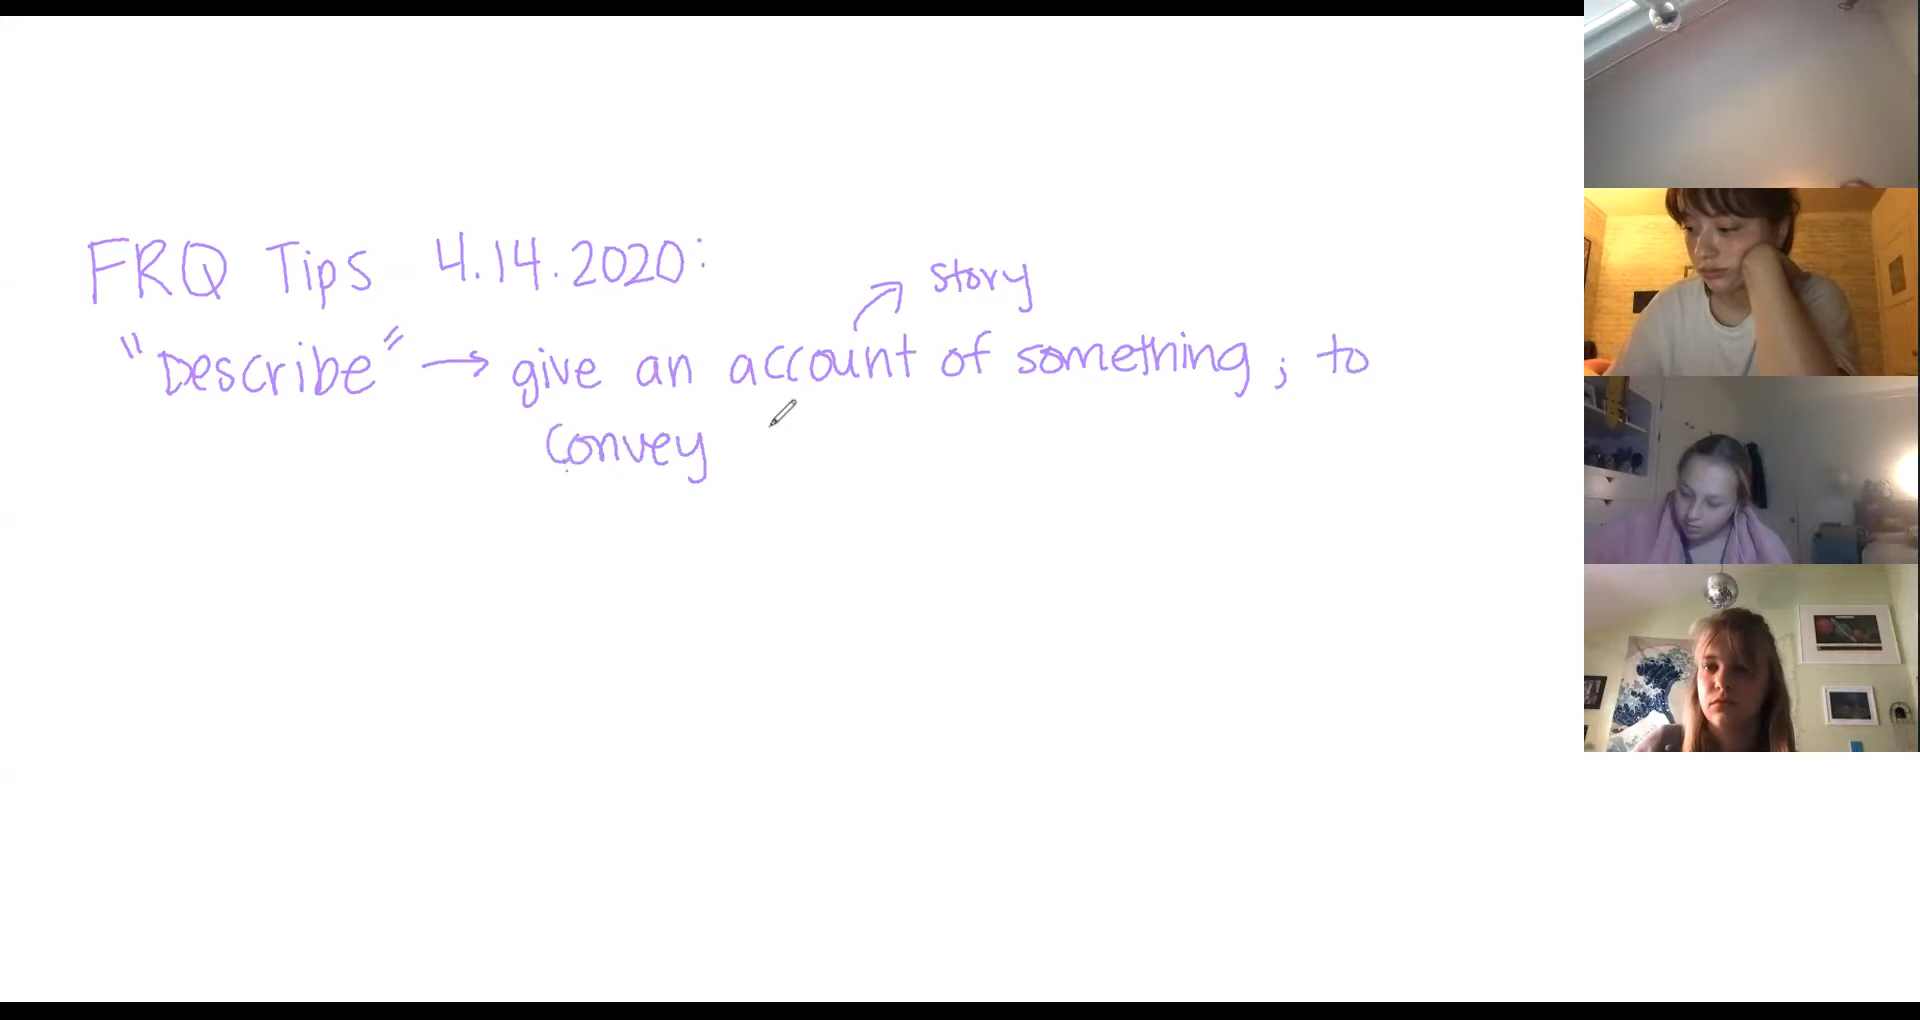 FRQ Tips 4.14.2020:
story
"Describe" → give an account of something; to
convey